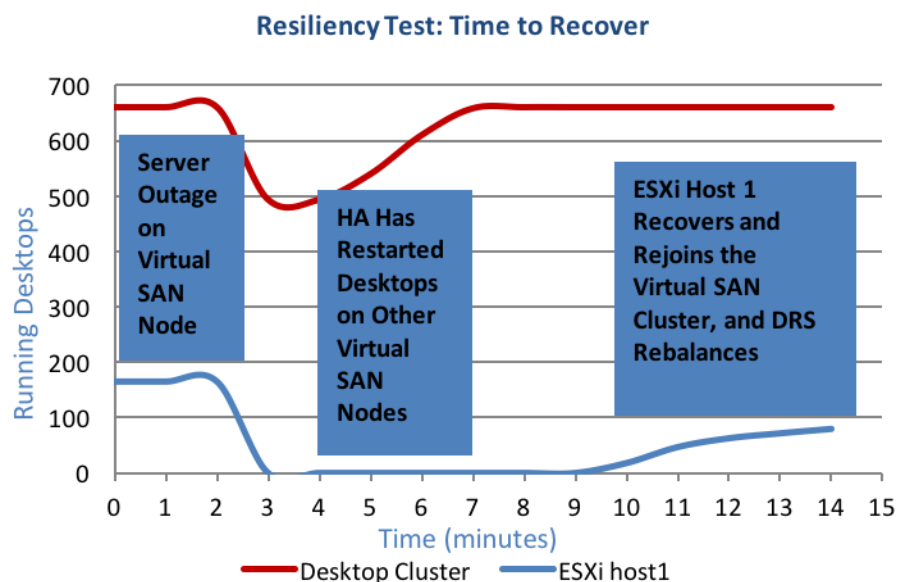 Resiliency Test: Time to Recover
Running Desktops
700
600
500
400
300
200
100
0
Server
Outage
on
Virtual
SAN
Node
HA Has
Restarted
Desktops
on Other
Virtual
SAN
Nodes
ESXi Host 1
Recovers and
Rejoins the
Virtual SAN
Cluster, and DRS
Rebalances
0 1 2 3 4 5 6 7 8 9 10 11 12 13 14 15
Time (minutes)
Desktop Cluster ESXi host1